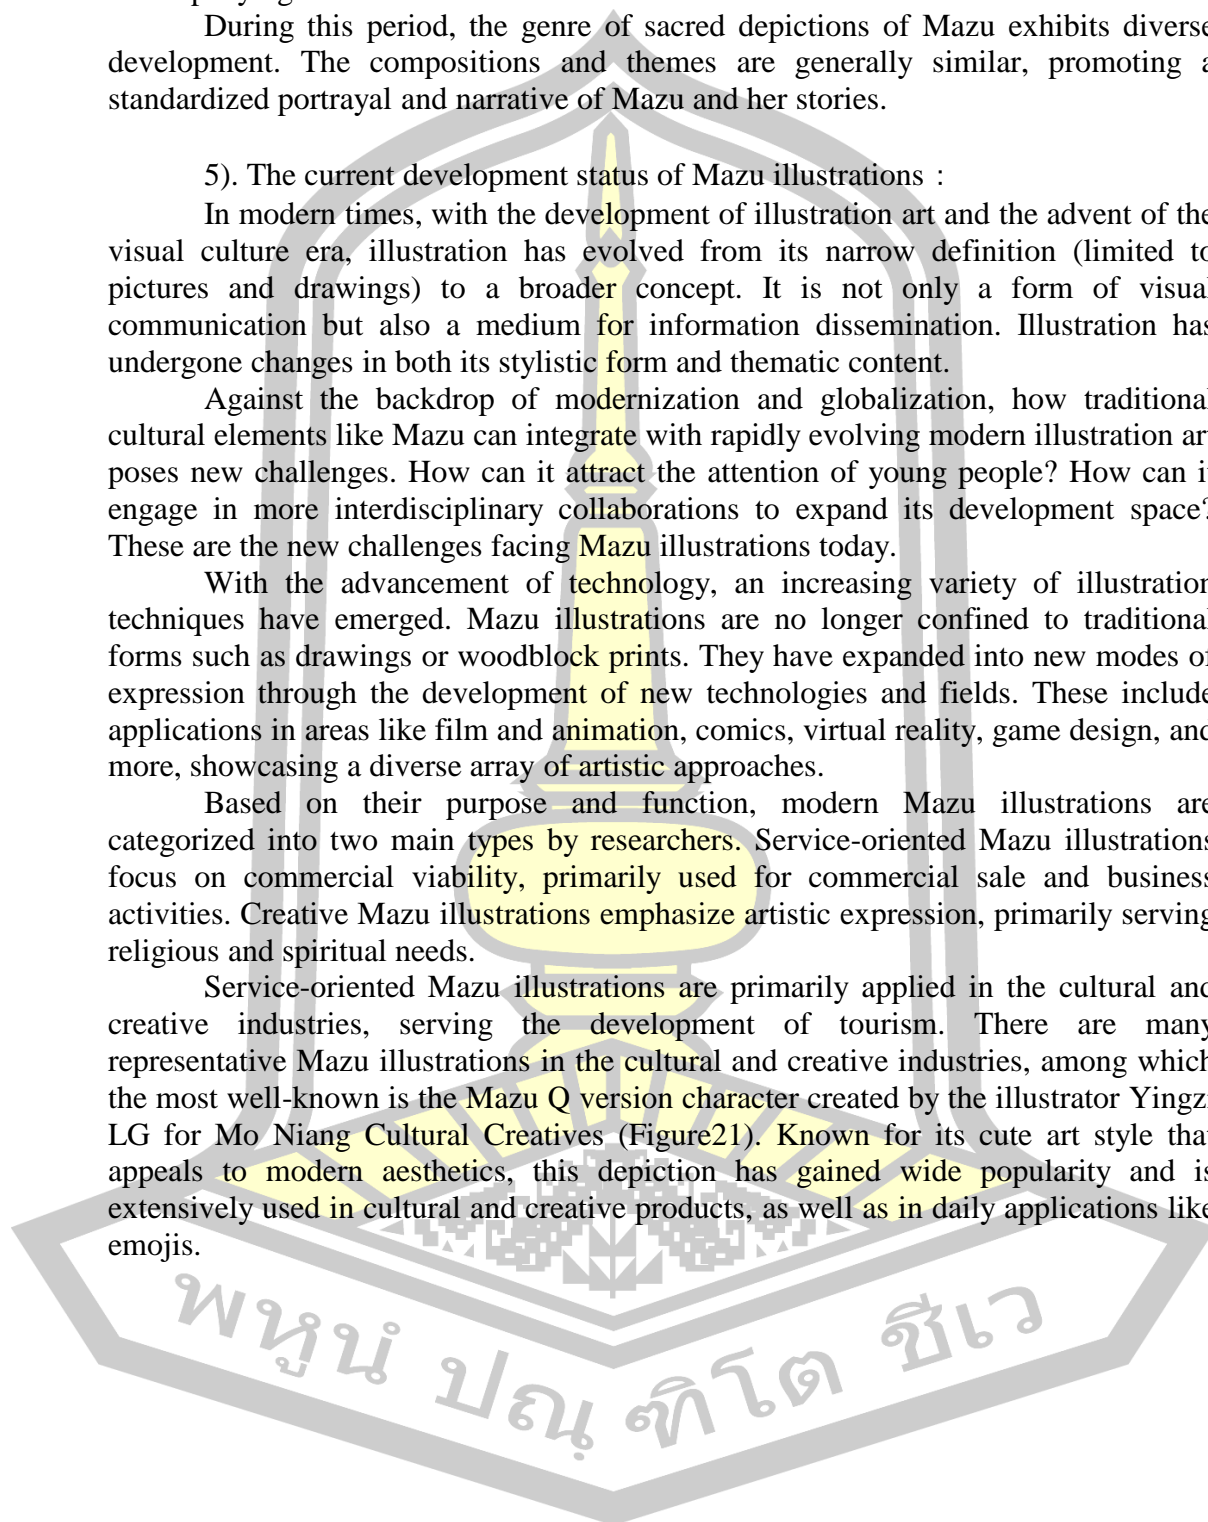 During this period, the genre of sacred depictions of Mazu exhibits diverse
development. The compositions and themes are generally similar, promoting a
standardized portrayal and narrative of Mazu and her stories.
5). The current development status of Mazu illustrations :
In modern times, with the development of illustration art and the advent of the
visual culture era, illustration has evolved from its narrow definition (limited to
pictures and drawings) to a broader concept. It is not only a form of visual
communication but also a medium for information dissemination. Illustration has
undergone changes in both its stylistic form and thematic content.
Against the backdrop of modernization and globalization, how traditional
cultural elements like Mazu can integrate with rapidly evolving modern illustration art
poses new challenges. How can it attract the attention of young people? How can it
engage in more interdisciplinary collaborations to expand its development space?
These are the new challenges facing Mazu illustrations today.
With the advancement of technology, an increasing variety of illustration
techniques have emerged. Mazu illustrations are no longer confined to traditional
forms such as drawings or woodblock prints. They have expanded into new modes of
expression through the development of new technologies and fields. These include
applications in areas like film and animation, comics, virtual reality, game design, and
more, showcasing a diverse array of artistic approaches.
Based on their purpose and function, modern Mazu illustrations are
categorized into two main types by researchers. Service-oriented Mazu illustrations
focus on commercial viability, primarily used for commercial sale and business
activities. Creative Mazu illustrations emphasize artistic expression, primarily serving
religious and spiritual needs.
Service-oriented Mazu illustrations are primarily applied in the cultural and
creative industries, serving the development of tourism. There are many
representative Mazu illustrations in the cultural and creative industries, among which
the most well-known is the Mazu Q version character created by the illustrator Yingzi
LG for Mo Niang Cultural Creatives (Figure21). Known for its cute art style that
appeals to modern aesthetics, this depiction has gained wide popularity and is
extensively used in cultural and creative products, as well as in daily applications like
emojis.
พหูนํ ปณฺฑิโต ชีเว